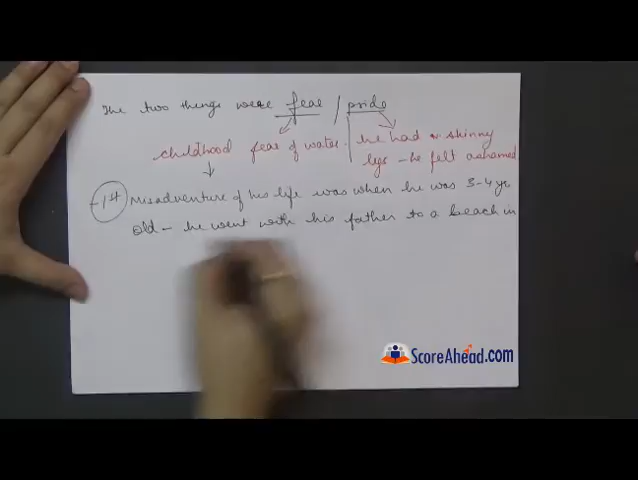 The two things were fear / pride
childhood fear of water. he had a skinny
legs - he felt ashamed
- 1st Misadventure of his life was when he was 3-4 yr
old - he went with his father to a beach in
ScoreAhead.com